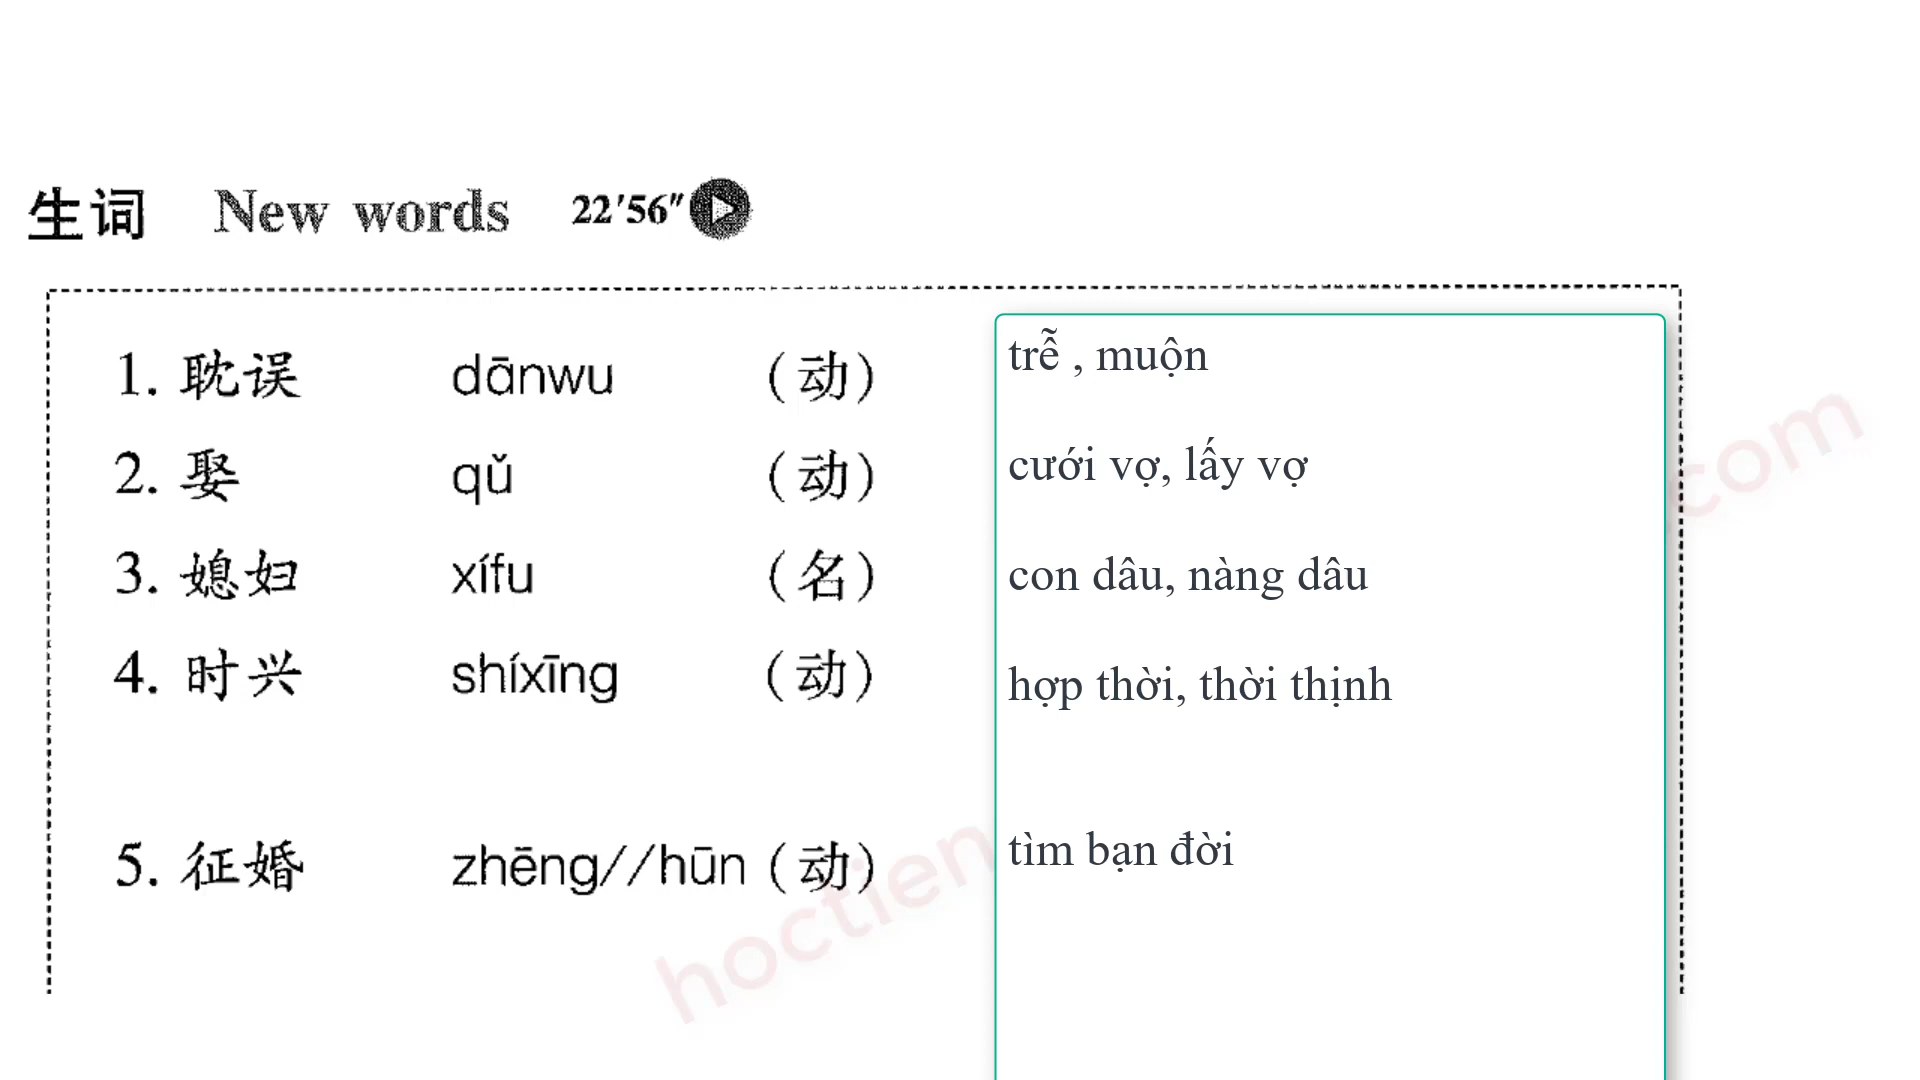 生词 New words 22′56″
1. 耽误 dānwu （动） trễ , muộn
2. 娶 qǔ （动） cưới vợ, lấy vợ
3. 媳妇 xífu （名） con dâu, nàng dâu
4. 时兴 shíxīng （动） hợp thời, thời thịnh
5. 征婚 zhēng//hūn （动） tìm bạn đời
hoctien
com